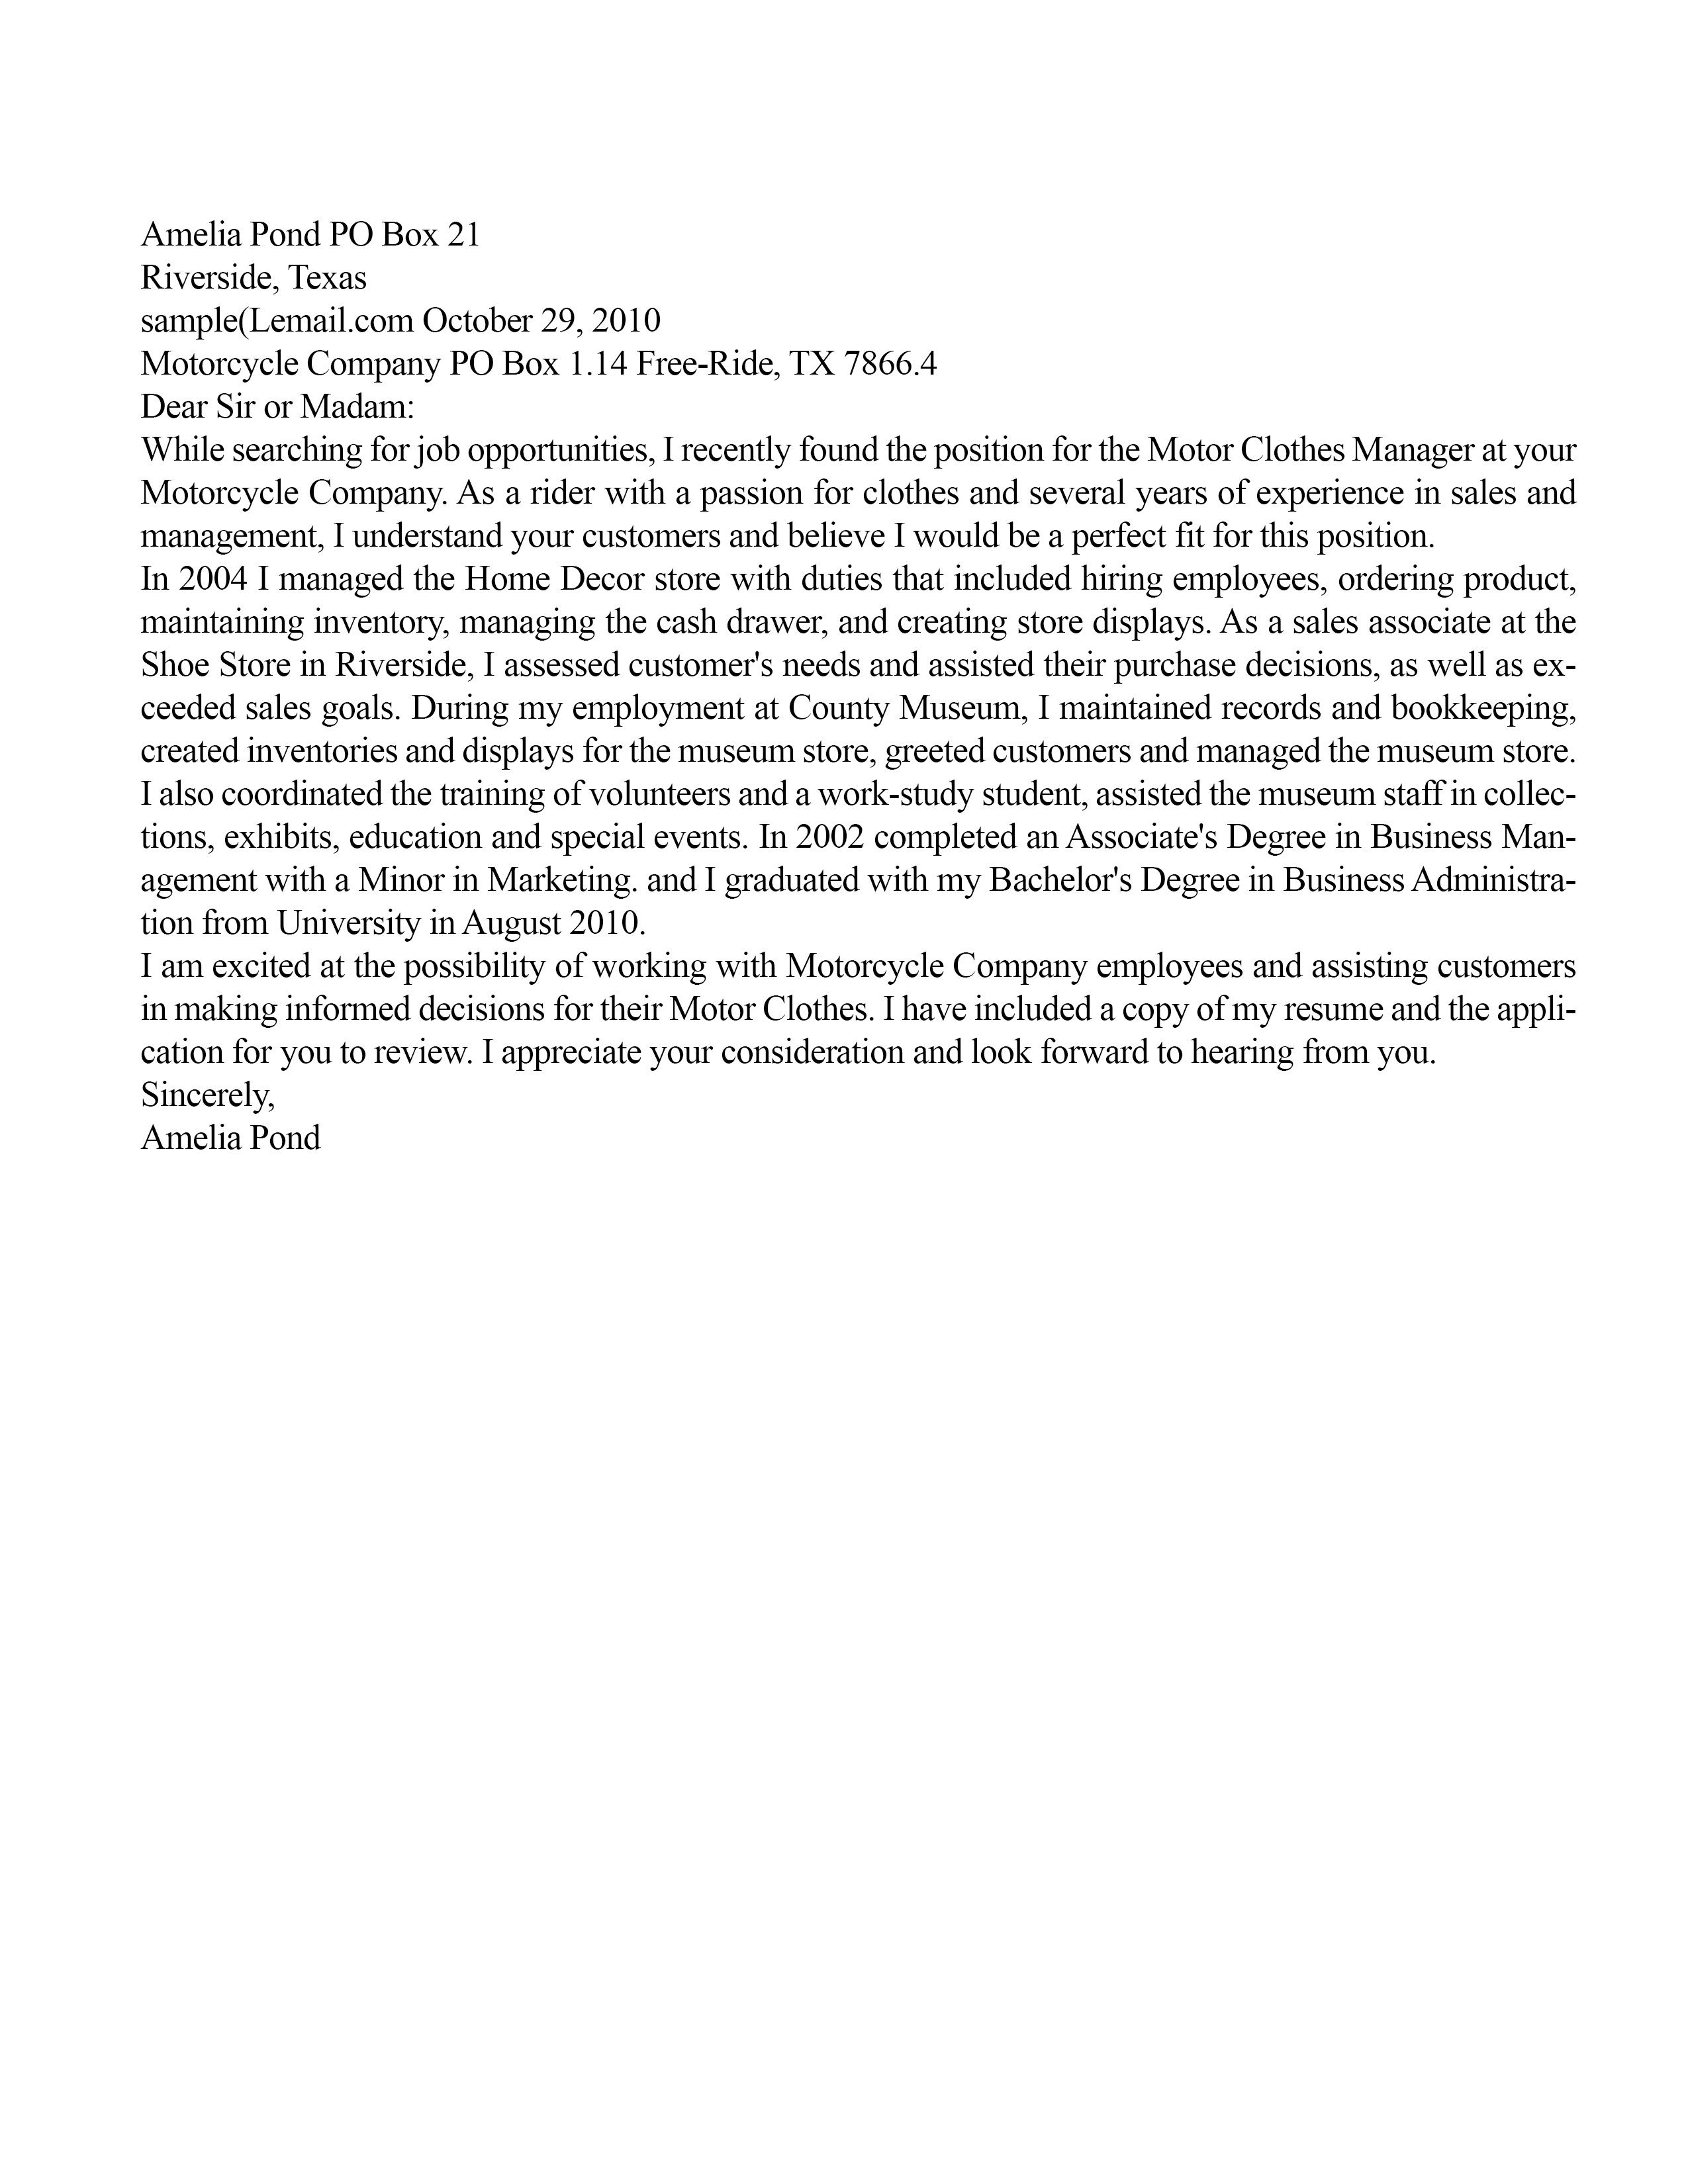 Amelia Pond PO Box 21
Riverside, Texas
sample(Lemail.com October 29, 2010
Motorcycle Company PO Box 1.14 Free-Ride, TX 7866.4
Dear Sir or Madam:
While searching for job opportunities, I recently found the position for the Motor Clothes Manager at your
Motorcycle Company. As a rider with a passion for clothes and several years of experience in sales and
management, I understand your customers and believe I would be a perfect fit for this position.
In 2004 I managed the Home Decor store with duties that included hiring employees, ordering product,
maintaining inventory, managing the cash drawer, and creating store displays. As a sales associate at the
Shoe Store in Riverside, I assessed customer's needs and assisted their purchase decisions, as well as ex-
ceeded sales goals. During my employment at County Museum, I maintained records and bookkeeping,
created inventories and displays for the museum store, greeted customers and managed the museum store.
I also coordinated the training of volunteers and a work-study student, assisted the museum staff in collec-
tions, exhibits, education and special events. In 2002 completed an Associate's Degree in Business Man-
agement with a Minor in Marketing. and I graduated with my Bachelor's Degree in Business Administra-
tion from University in August 2010.
I am excited at the possibility of working with Motorcycle Company employees and assisting customers
in making informed decisions for their Motor Clothes. I have included a copy of my resume and the appli-
cation for you to review. I appreciate your consideration and look forward to hearing from you.
Sincerely,
Amelia Pond